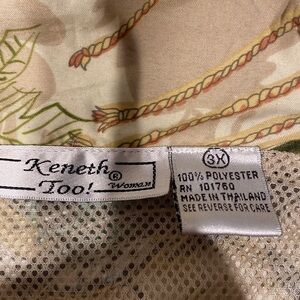 Keneth®
Too! Woman
3X
100% POLYESTER
RN 101760
MADE IN THAILAND
SEE REVERSE FOR CARE